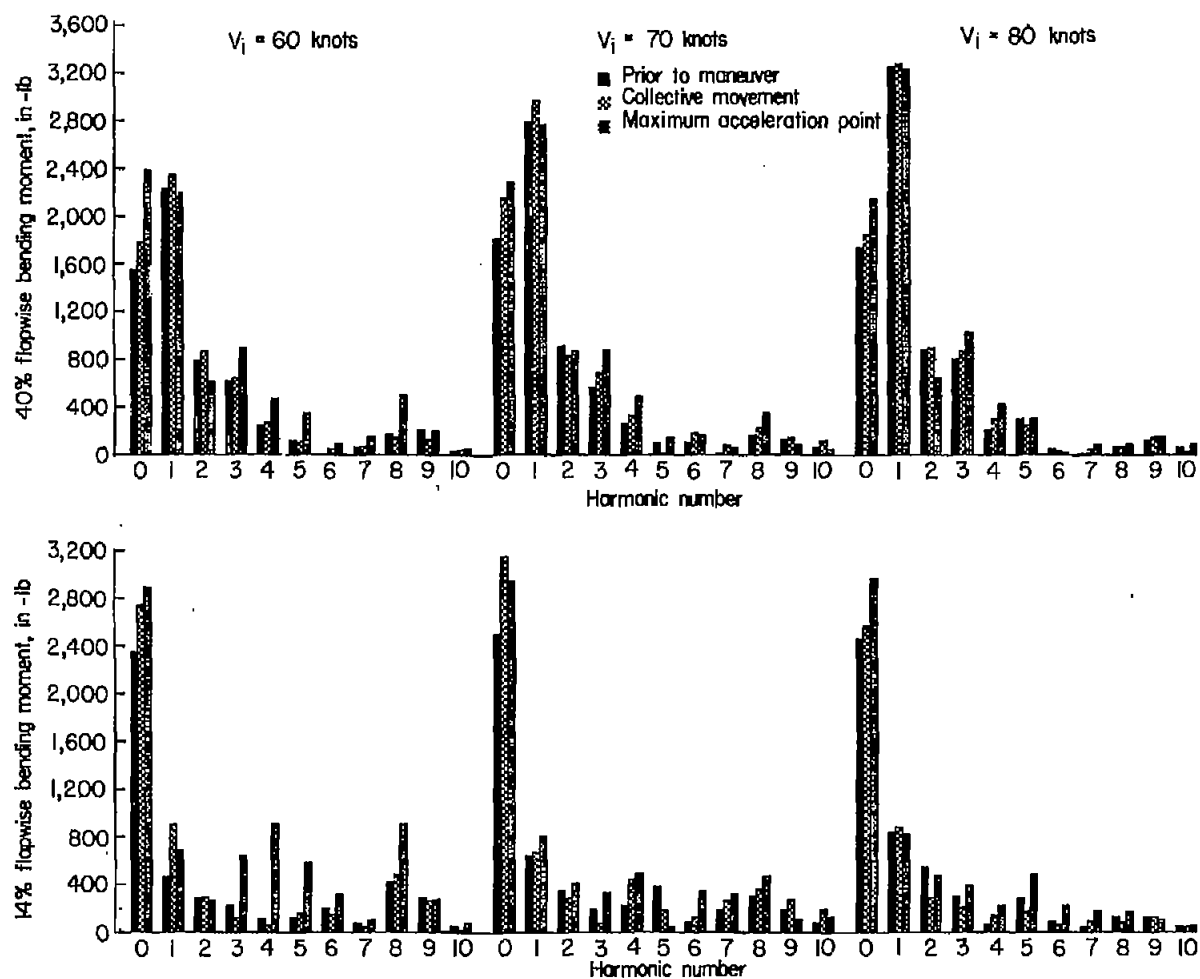 V_i = 60 knots
V_i = 70 knots
V_i = 80 knots
Prior to maneuver
Collective movement
Maximum acceleration point
40% flapwise bending moment, in-lb
3,600
3,200
2,800
2,400
2,000
1,600
1,200
800
400
0
0 1 2 3 4 5 6 7 8 9 10
0 1 2 3 4 5 6 7 8 9 10
0 1 2 3 4 5 6 7 8 9 10
Harmonic number
14% flapwise bending moment, in-lb
3,200
2,800
2,400
2,000
1,600
1,200
800
400
0
0 1 2 3 4 5 6 7 8 9 10
0 1 2 3 4 5 6 7 8 9 10
0 1 2 3 4 5 6 7 8 9 10
Harmonic number